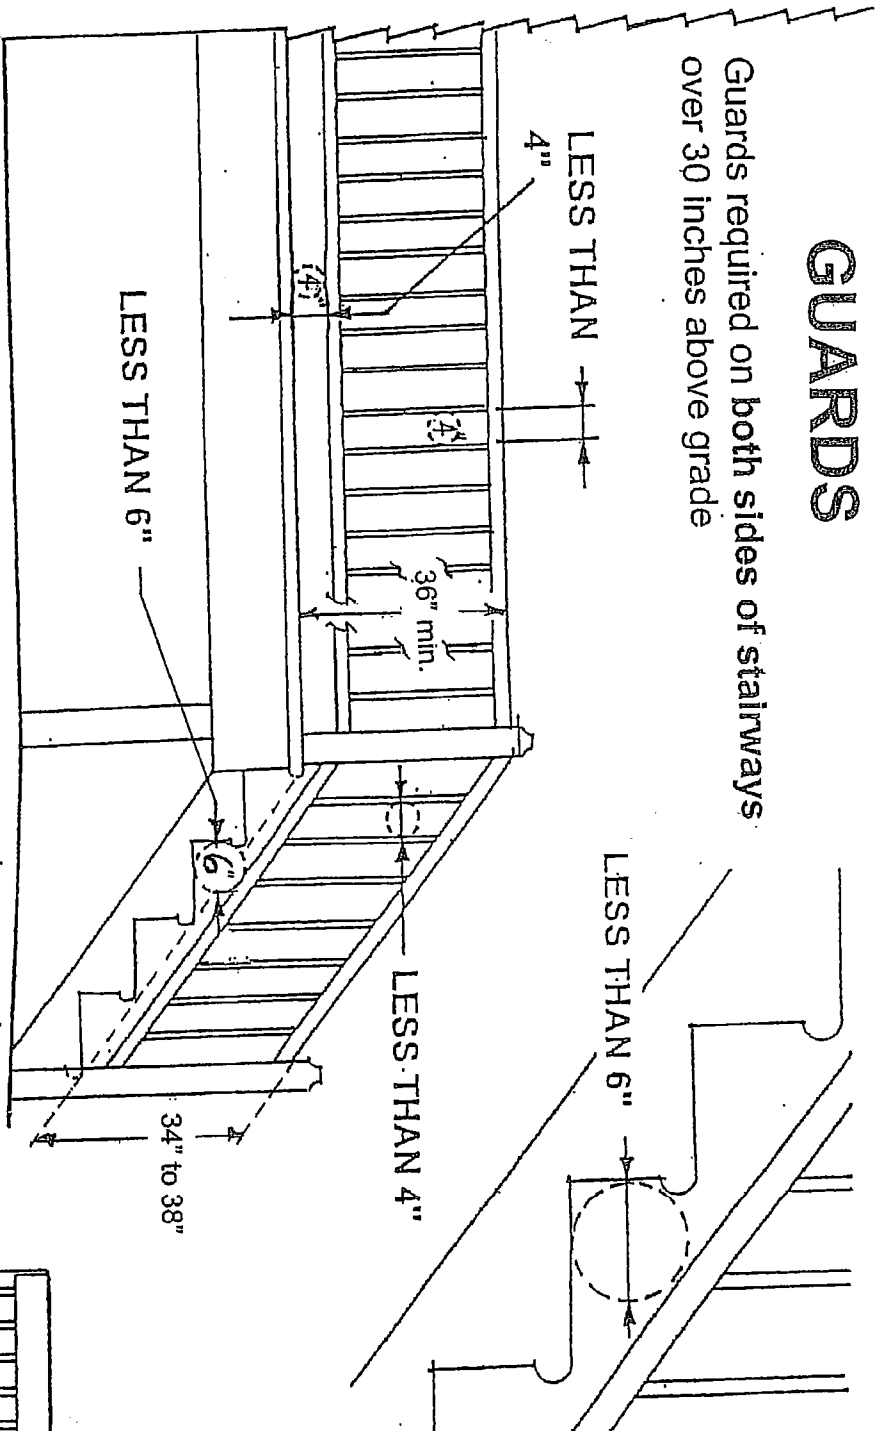 GUARDS
Guards required on both sides of stairways
over 30 inches above grade
LESS THAN
4"
4"
4"
36" min.
LESS THAN 6"
6"
LESS THAN 4"
34" to 38"
LESS THAN 6"